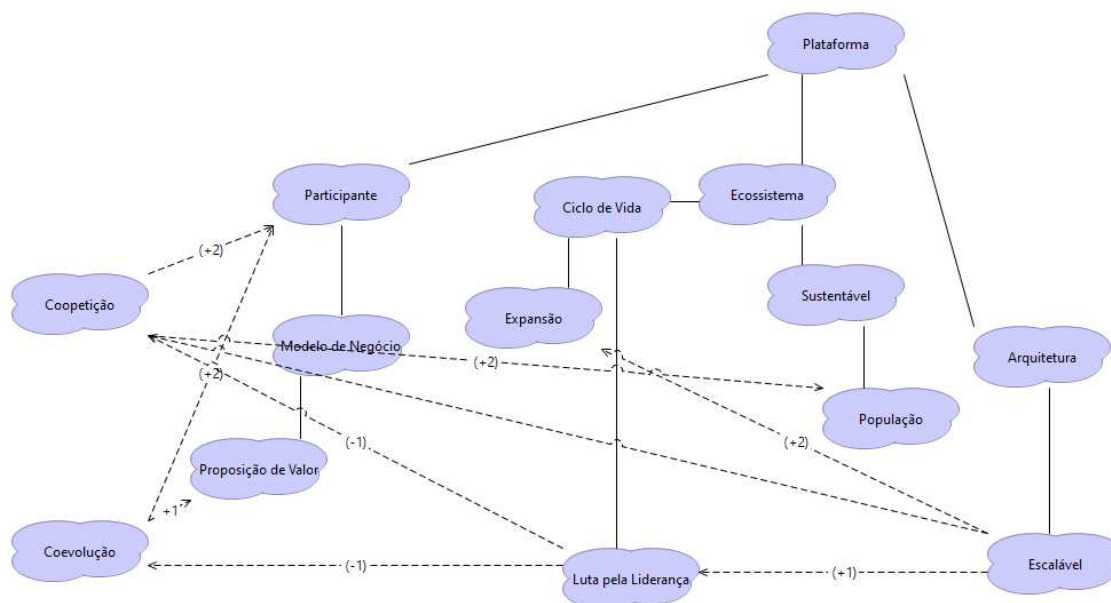 Plataforma
Participante
Ciclo de Vida
Ecossistema
(+2)
Coopetição
Sustentável
Expansão
Modelo de Negócio
Arquitetura
(+2)
(+2)
População
(-1)
(+2)
Proposição de Valor
+1
Coevolução
(-1)
Luta pela Liderança
(+1)
Escalável